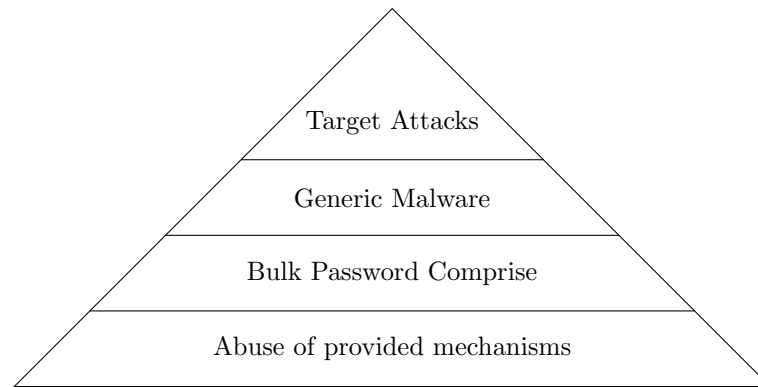 Target Attacks
Generic Malware
Bulk Password Comprise
Abuse of provided mechanisms